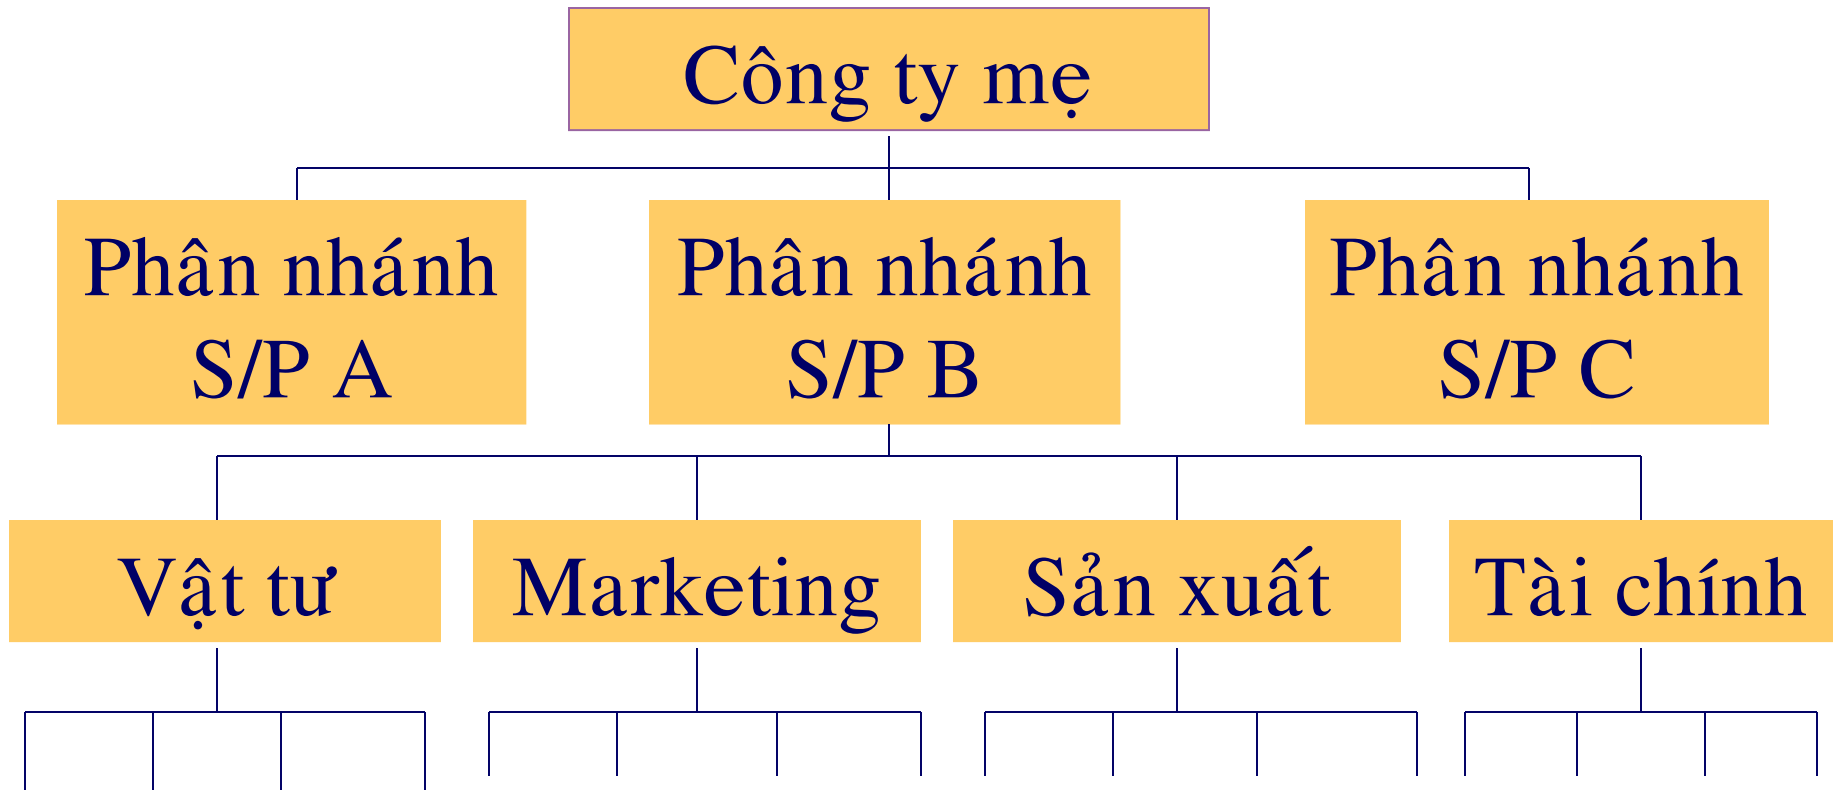 Công ty mẹ
Phân nhánh
S/P A
Phân nhánh
S/P B
Phân nhánh
S/P C
Vật tư
Marketing
Sản xuất
Tài chính